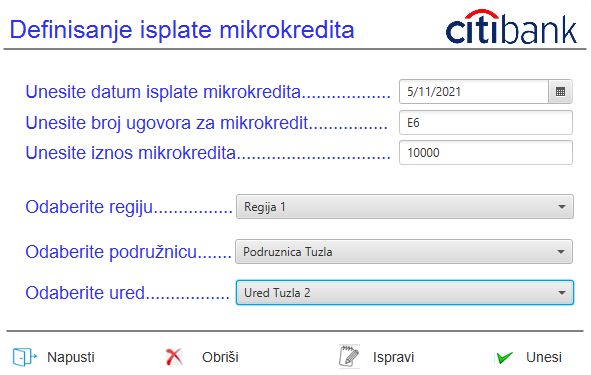 Definisanje isplate mikrokredita
citibank
Unesite datum isplate mikrokredita.................. 5/11/2021
Unesite broj ugovora za mikrokredit................ E6
Unesite iznos mikrokredita............................... 10000
Odaberite regiju................ Regija 1
Odaberite podružnicu....... Podruznica Tuzla
Odaberite ured................. Ured Tuzla 2
Napusti Obriši Ispravi Unesi